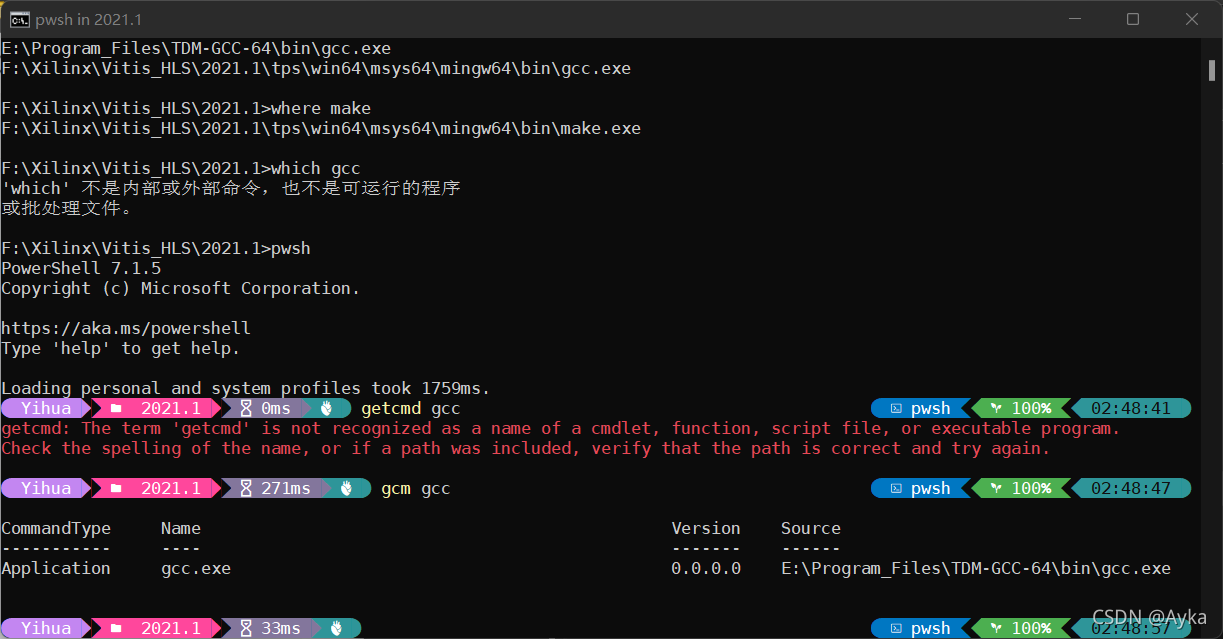 pwsh in 2021.1
E:\Program_Files\TDM-GCC-64\bin\gcc.exe
F:\Xilinx\Vitis_HLS\2021.1\tps\win64\msys64\mingw64\bin\gcc.exe
F:\Xilinx\Vitis_HLS\2021.1>where make
F:\Xilinx\Vitis_HLS\2021.1\tps\win64\msys64\mingw64\bin\make.exe
F:\Xilinx\Vitis_HLS\2021.1>which gcc
'which' 不是内部或外部命令，也不是可运行的程序
或批处理文件。
F:\Xilinx\Vitis_HLS\2021.1>pwsh
PowerShell 7.1.5
Copyright (c) Microsoft Corporation.
https://aka.ms/powershell
Type 'help' to get help.
Loading personal and system profiles took 1759ms.
Yihua 2021.1 0ms getcmd gcc pwsh 100% 02:48:41
getcmd: The term 'getcmd' is not recognized as a name of a cmdlet, function, script file, or executable program.
Check the spelling of the name, or if a path was included, verify that the path is correct and try again.
Yihua 2021.1 271ms gcm gcc pwsh 100% 02:48:47
CommandType Name Version Source
----------- ---- ------- ------
Application gcc.exe 0.0.0.0 E:\Program_Files\TDM-GCC-64\bin\gcc.exe
Yihua 2021.1 33ms pwsh 100% 02:48:57
CSDN @Ayka